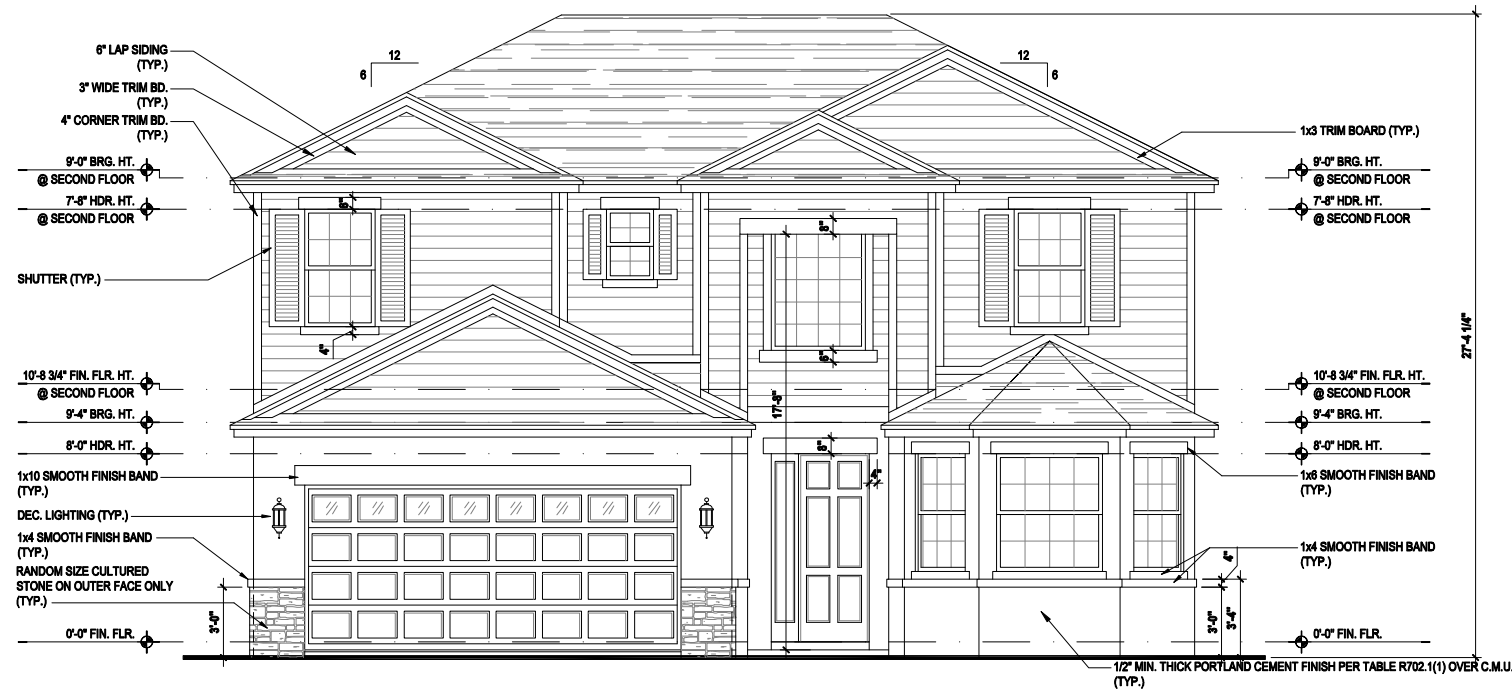 6" LAP SIDING
(TYP.)
3" WIDE TRIM BD.
(TYP.)
4" CORNER TRIM BD.
(TYP.)
9'-0" BRG. HT.
@ SECOND FLOOR
7'-8" HDR. HT.
@ SECOND FLOOR
SHUTTER (TYP.)
10'-8 3/4" FIN. FLR. HT.
@ SECOND FLOOR
9'-4" BRG. HT.
8'-0" HDR. HT.
1x10 SMOOTH FINISH BAND
(TYP.)
DEC. LIGHTING (TYP.)
1x4 SMOOTH FINISH BAND
(TYP.)
RANDOM SIZE CULTURED
STONE ON OUTER FACE ONLY
(TYP.)
0'-0" FIN. FLR.
12
6
12
6
4"
17'-8"
4"
3'-0"
1x3 TRIM BOARD (TYP.)
9'-0" BRG. HT.
@ SECOND FLOOR
7'-8" HDR. HT.
@ SECOND FLOOR
27'-4 1/4"
10'-8 3/4" FIN. FLR. HT.
@ SECOND FLOOR
9'-4" BRG. HT.
8'-0" HDR. HT.
1x6 SMOOTH FINISH BAND
(TYP.)
4"
1x4 SMOOTH FINISH BAND
(TYP.)
3'-0"
3'-4"
0'-0" FIN. FLR.
1/2" MIN. THICK PORTLAND CEMENT FINISH PER TABLE R702.1(1) OVER C.M.U.
(TYP.)